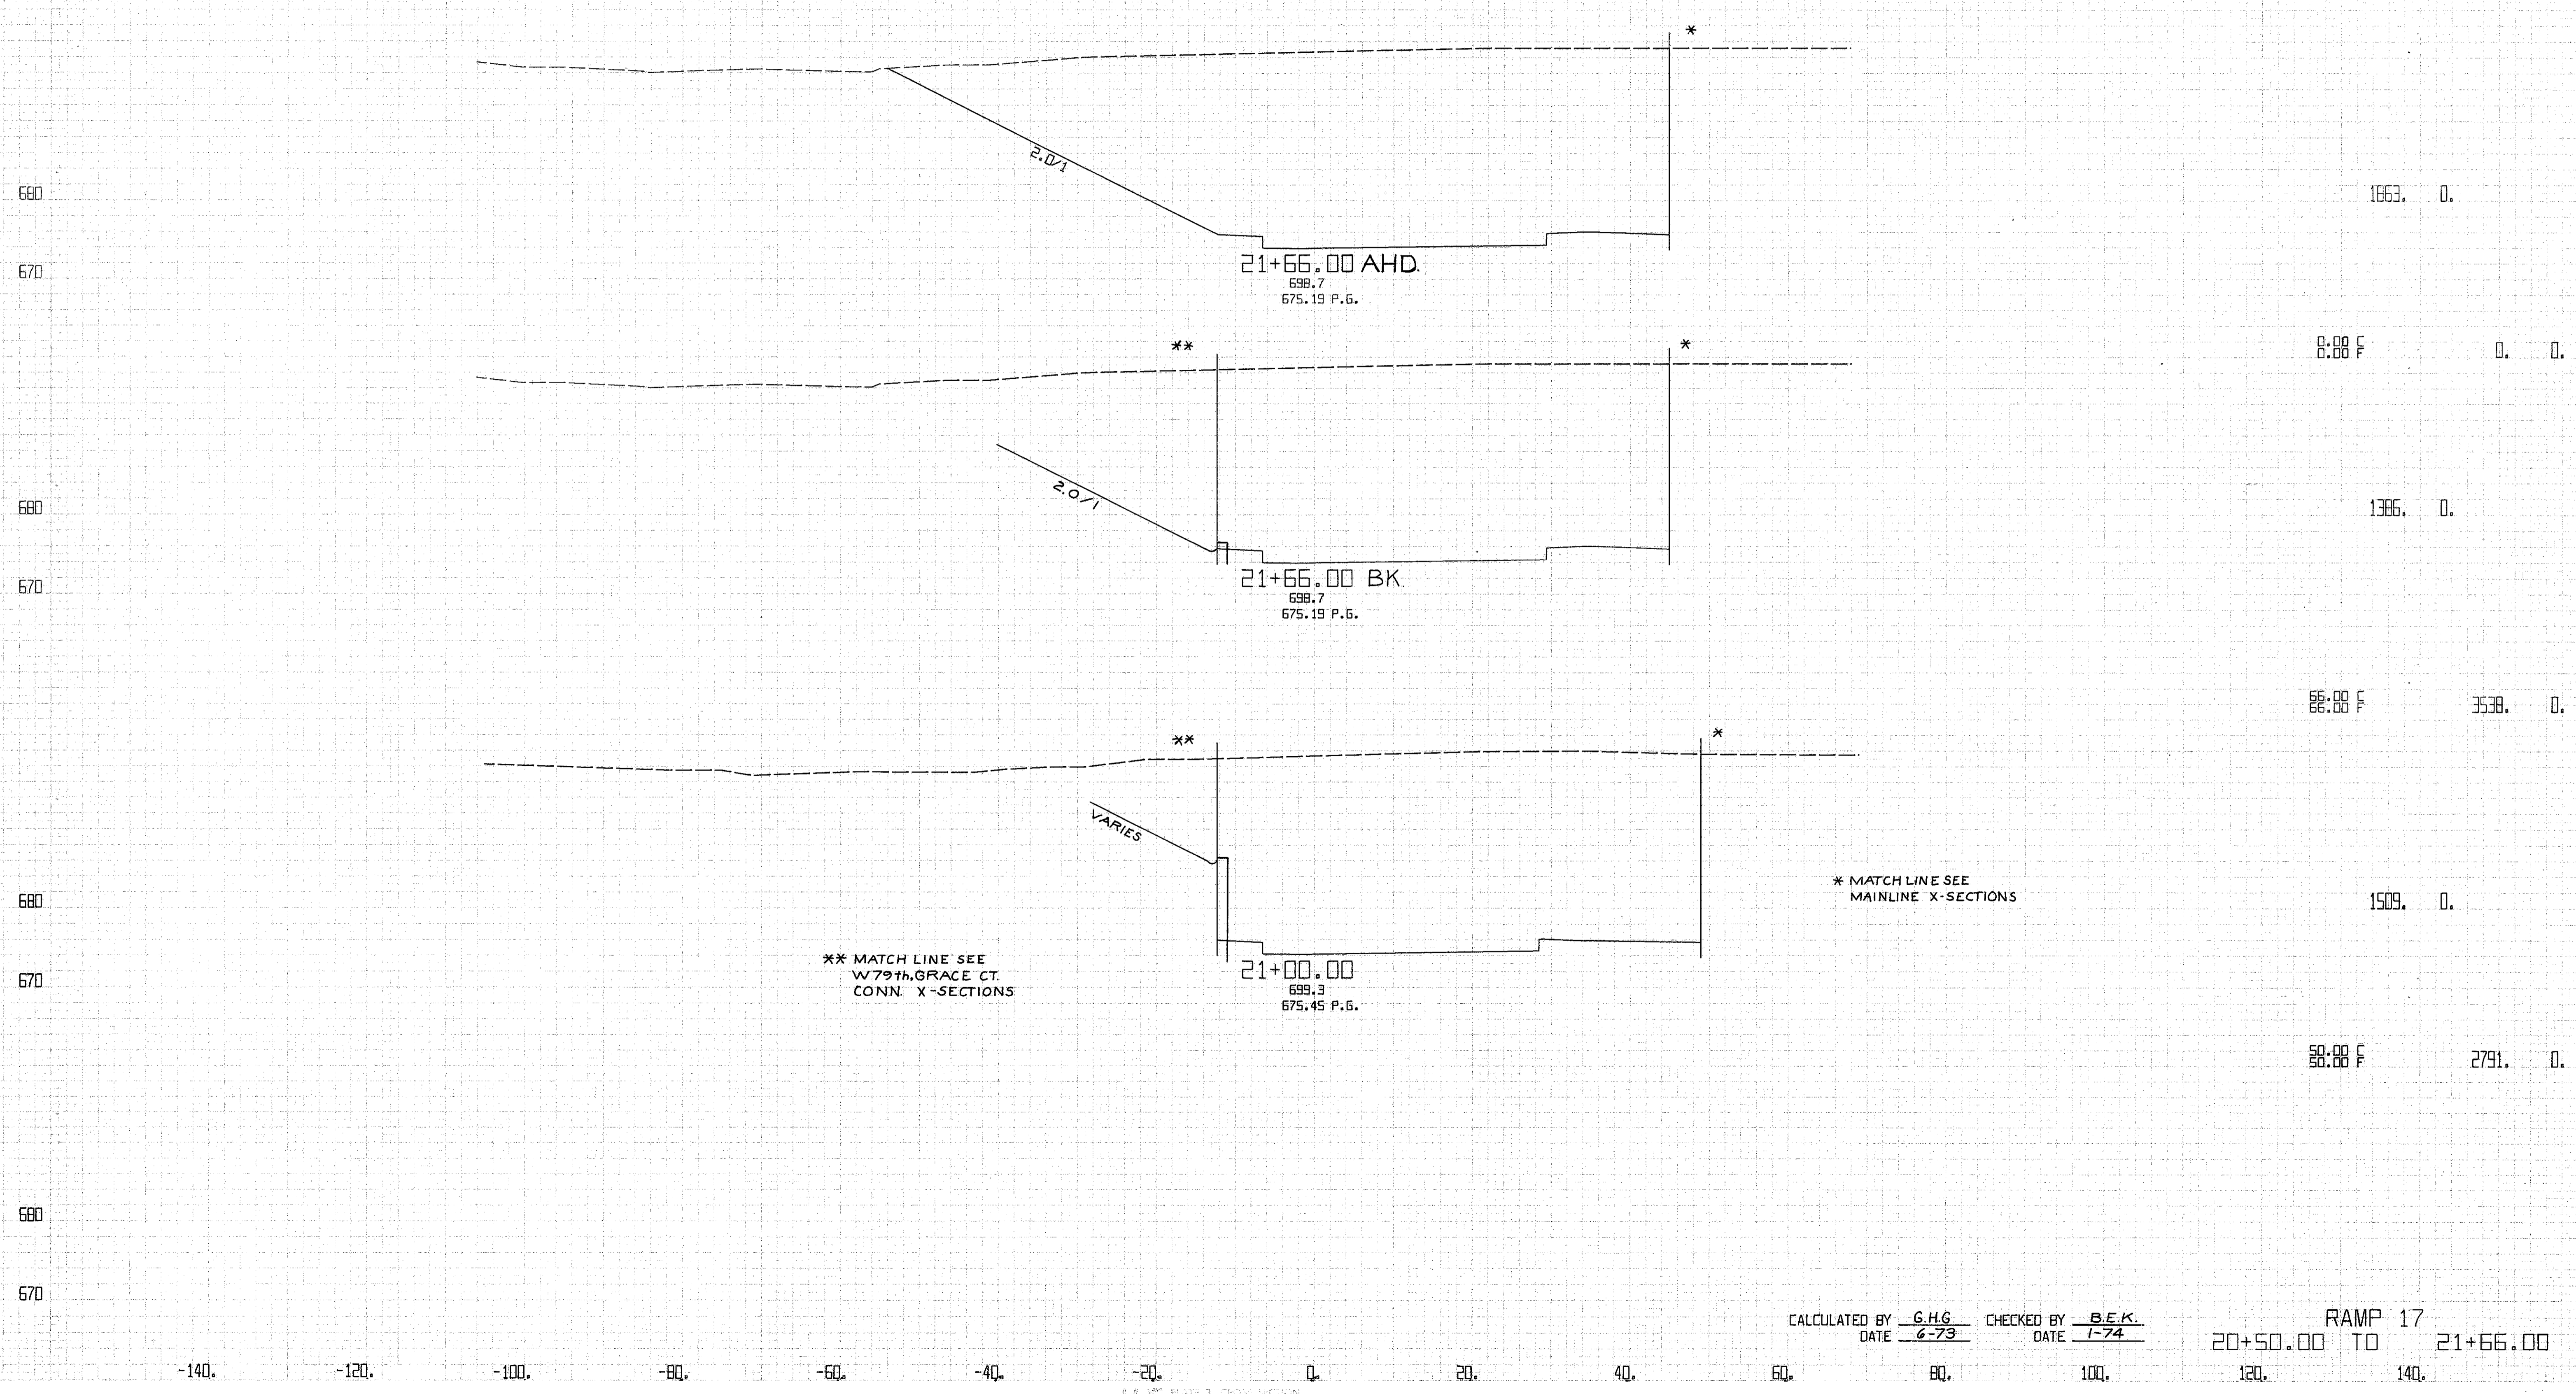 *
2.0/1
680
1863. 0.
670
21+66.00 AHD.
698.7
675.19 P.G.
** *
0.00 C
0.00 F 0. 0.
2.0/1
680
1386. 0.
670
21+66.00 BK.
698.7
675.19 P.G.
66.00 C
66.00 F 3538. 0.
** *
VARIES
* MATCH LINE SEE
MAINLINE X-SECTIONS
680
1509. 0.
** MATCH LINE SEE
W79th.GRACE CT.
CONN. X-SECTIONS
670
21+00.00
699.3
675.45 P.G.
50.00 C
50.00 F 2791. 0.
680
670
CALCULATED BY G.H.G CHECKED BY B.E.K.
DATE 6-73 DATE 1-74
RAMP 17
20+50.00 TO 21+66.00
-140. -120. -100. -80. -60. -40. -20. 0. 20. 40. 60. 80. 100. 120. 140.